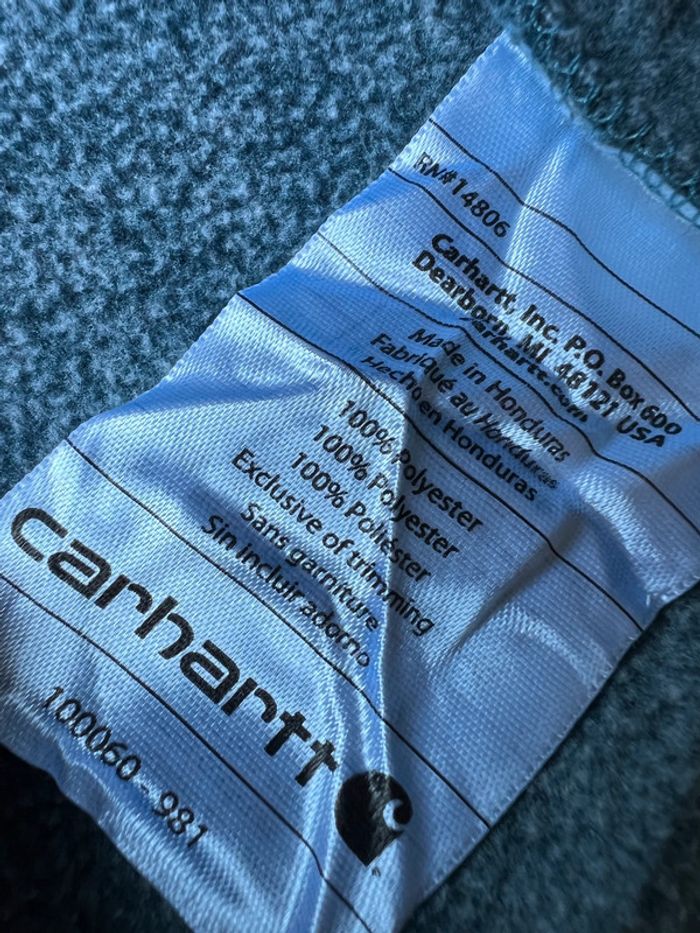 RN#14806
Carhartt, Inc. P.O. Box 600
Dearborn, MI 48121 USA
carhartt.com
Made in Honduras
Fabriqué au Honduras
Hecho en Honduras
100% Polyester
100% Polyester
100% Poliéster
Exclusive of trimming
Sans garniture
Sin incluir adorno
carhartt
100060 - 981